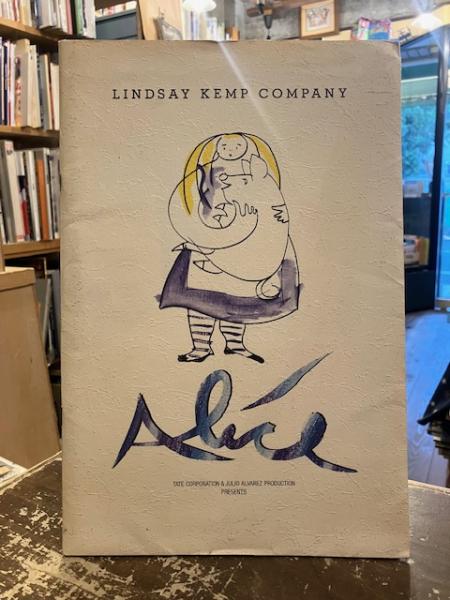 LINDSAY KEMP COMPANY
Alice
TATE CORPORATION & JULIO ALVAREZ PRODUCTION
PRESENTS